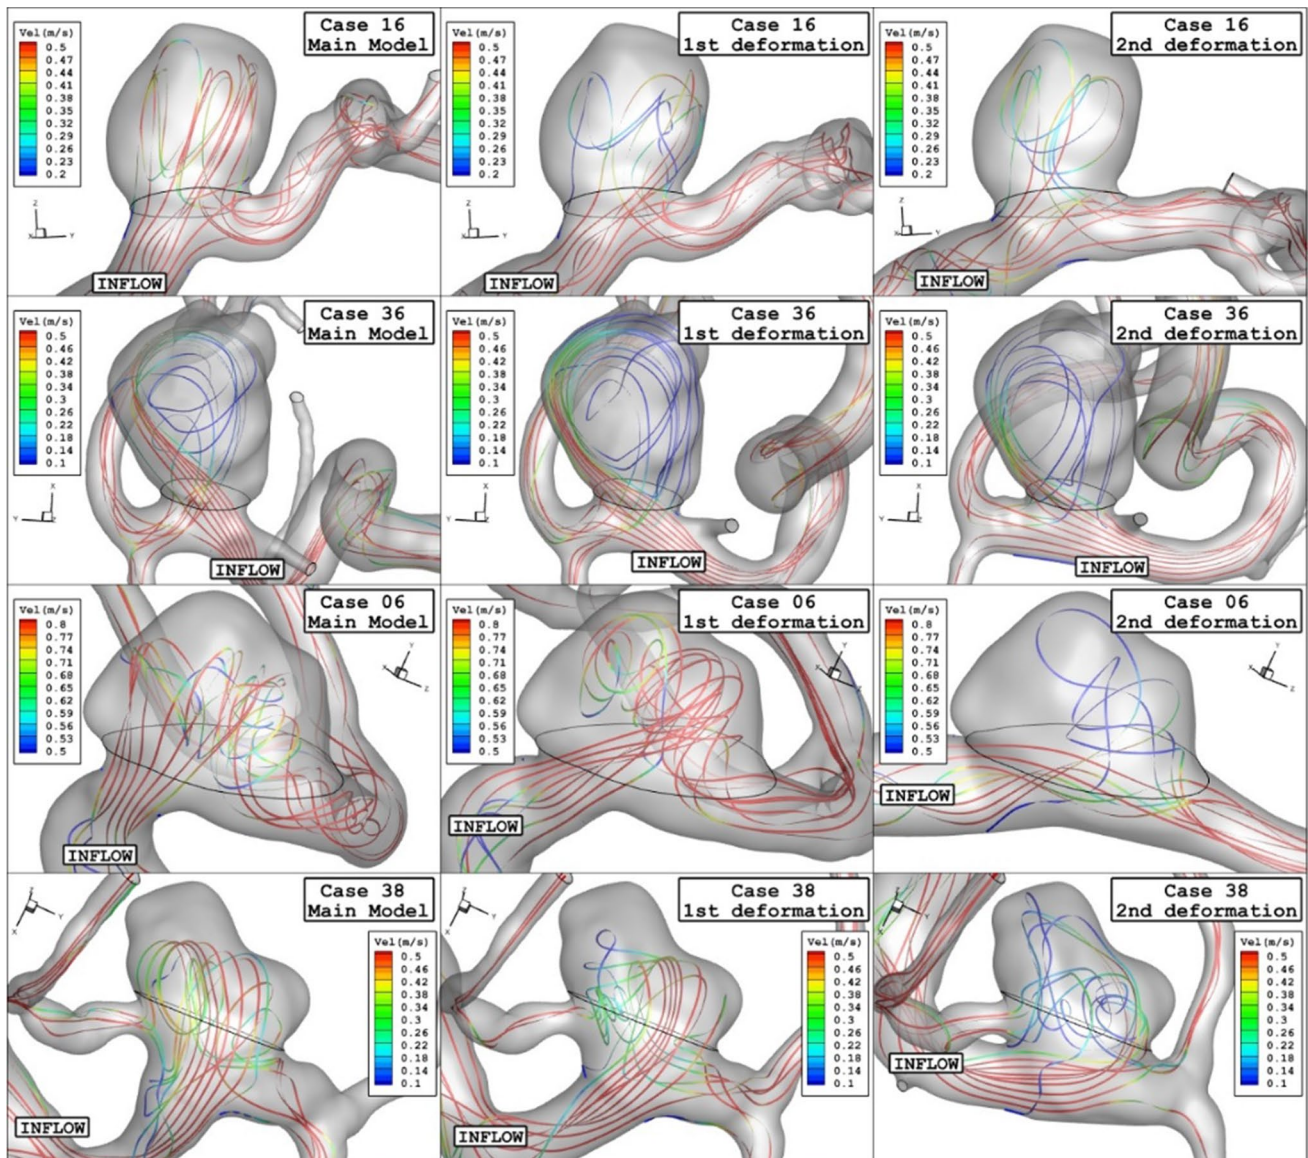 Case 16
Main Model
Vel(m/s)
0.5
0.47
0.44
0.41
0.38
0.35
0.32
0.29
0.26
0.23
0.2
Z
X
Y
INFLOW
Case 16
1st deformation
Vel(m/s)
0.5
0.47
0.44
0.41
0.38
0.35
0.32
0.29
0.26
0.23
0.2
Z
X
Y
INFLOW
Case 16
2nd deformation
Vel(m/s)
0.5
0.47
0.44
0.41
0.38
0.35
0.32
0.29
0.26
0.23
0.2
Z
X
Y
INFLOW
Case 36
Main Model
Vel(m/s)
0.5
0.46
0.42
0.38
0.34
0.3
0.26
0.22
0.18
0.14
0.1
X
Y
Z
INFLOW
Case 36
1st deformation
Vel(m/s)
0.5
0.46
0.42
0.38
0.34
0.3
0.26
0.22
0.18
0.14
0.1
X
Y
Z
INFLOW
Case 36
2nd deformation
Vel(m/s)
0.5
0.46
0.42
0.38
0.34
0.3
0.26
0.22
0.18
0.14
0.1
X
Y
Z
INFLOW
Case 06
Main Model
Vel(m/s)
0.8
0.77
0.74
0.71
0.68
0.65
0.62
0.59
0.56
0.53
0.5
Y
X
Z
INFLOW
Case 06
1st deformation
Vel(m/s)
0.8
0.77
0.74
0.71
0.68
0.65
0.62
0.59
0.56
0.53
0.5
Y
X
Z
INFLOW
Case 06
2nd deformation
Vel(m/s)
0.8
0.77
0.74
0.71
0.68
0.65
0.62
0.59
0.56
0.53
0.5
Y
X
Z
INFLOW
Case 38
Main Model
Z
Y
X
Vel(m/s)
0.5
0.46
0.42
0.38
0.34
0.3
0.26
0.22
0.18
0.14
0.1
INFLOW
Case 38
1st deformation
Z
Y
X
Vel(m/s)
0.5
0.46
0.42
0.38
0.34
0.3
0.26
0.22
0.18
0.14
0.1
INFLOW
Case 38
2nd deformation
Y
Vel(m/s)
0.5
0.46
0.42
0.38
0.34
0.3
0.26
0.22
0.18
0.14
0.1
INFLOW